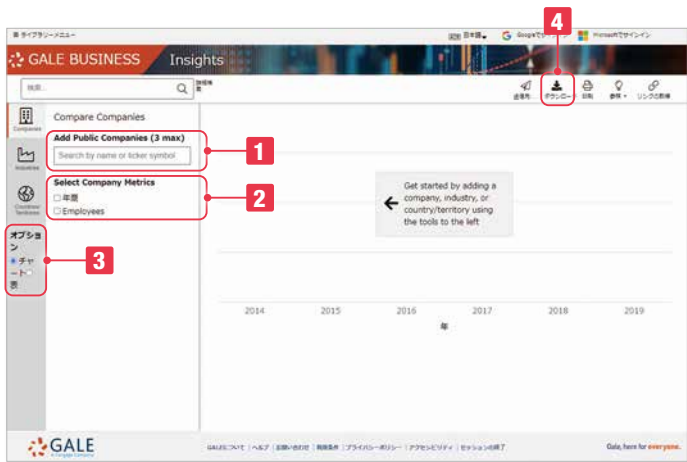 ライブラリーメニュー
日本語
Googleでサインイン
Microsoftでサインイン
4
GALE BUSINESS Insights
検索...
詳細検索
送信先...
ダウンロード
印刷
リンクの取得
Companies
Industries
Countries/Territories
オプション
チャート
表
Compare Companies
Add Public Companies (3 max)
Search by name or ticker symbol
1
Select Company Metrics
年間
Employees
2
3
Get started by adding a
company, industry, or
country/territory using
the tools to the left
2014 2015 2016 2017 2018 2019
年
GALE
A Cengage Company
GALEについて | ヘルプ | お問い合わせ | 利用条件 | プライバシーポリシー | アクセシビリティ | セッションの終了
Gale, here for everyone.